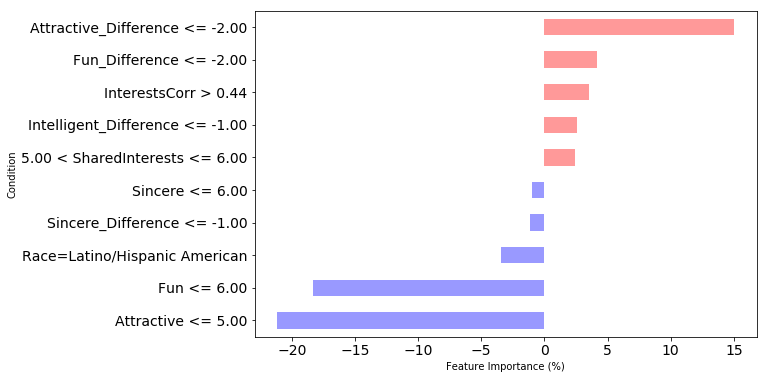 Attractive_Difference <= -2.00
Fun_Difference <= -2.00
InterestsCorr > 0.44
Intelligent_Difference <= -1.00
5.00 < SharedInterests <= 6.00
Sincere <= 6.00
Sincere_Difference <= -1.00
Race=Latino/Hispanic American
Fun <= 6.00
Attractive <= 5.00
Condition
−20 −15 −10 −5 0 5 10 15
Feature Importance (%)